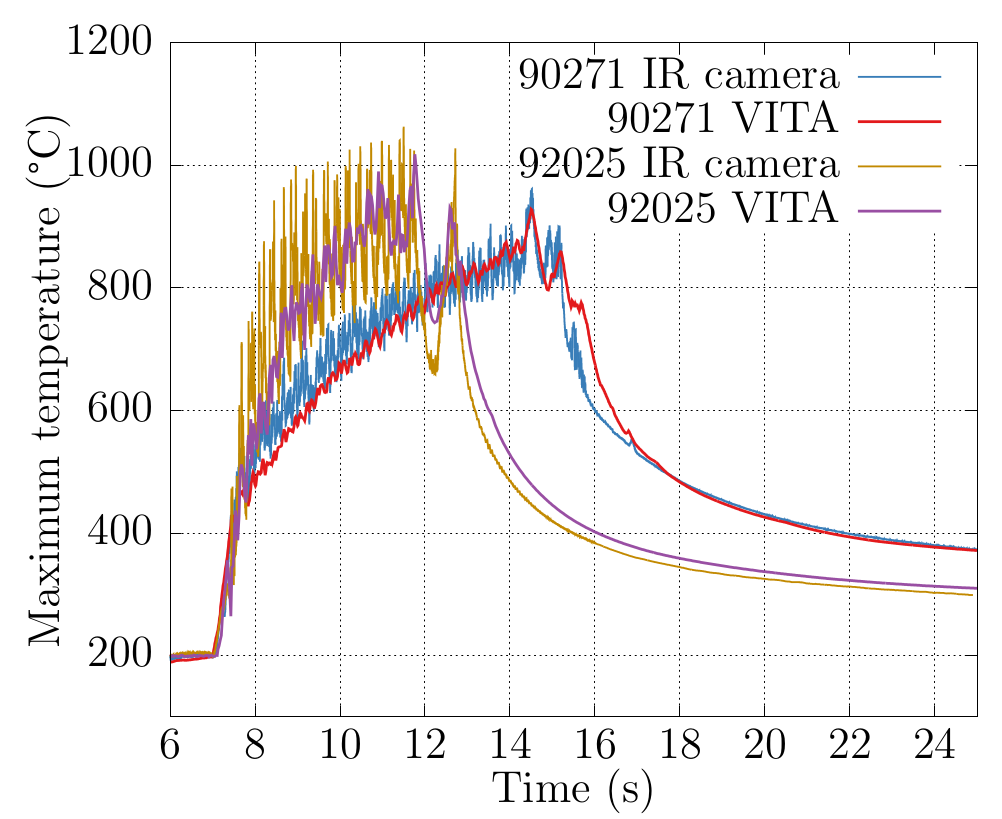 Maximum temperature (°C)
1200
1000
800
600
400
200
90271 IR camera
90271 VITA
92025 IR camera
92025 VITA
6 8 10 12 14 16 18 20 22 24
Time (s)